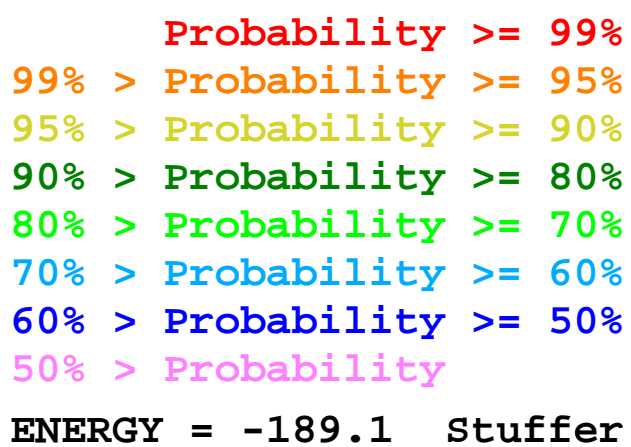 Probability >= 99%
99% > Probability >= 95%
95% > Probability >= 90%
90% > Probability >= 80%
80% > Probability >= 70%
70% > Probability >= 60%
60% > Probability >= 50%
50% > Probability
ENERGY = -189.1  Stuffer